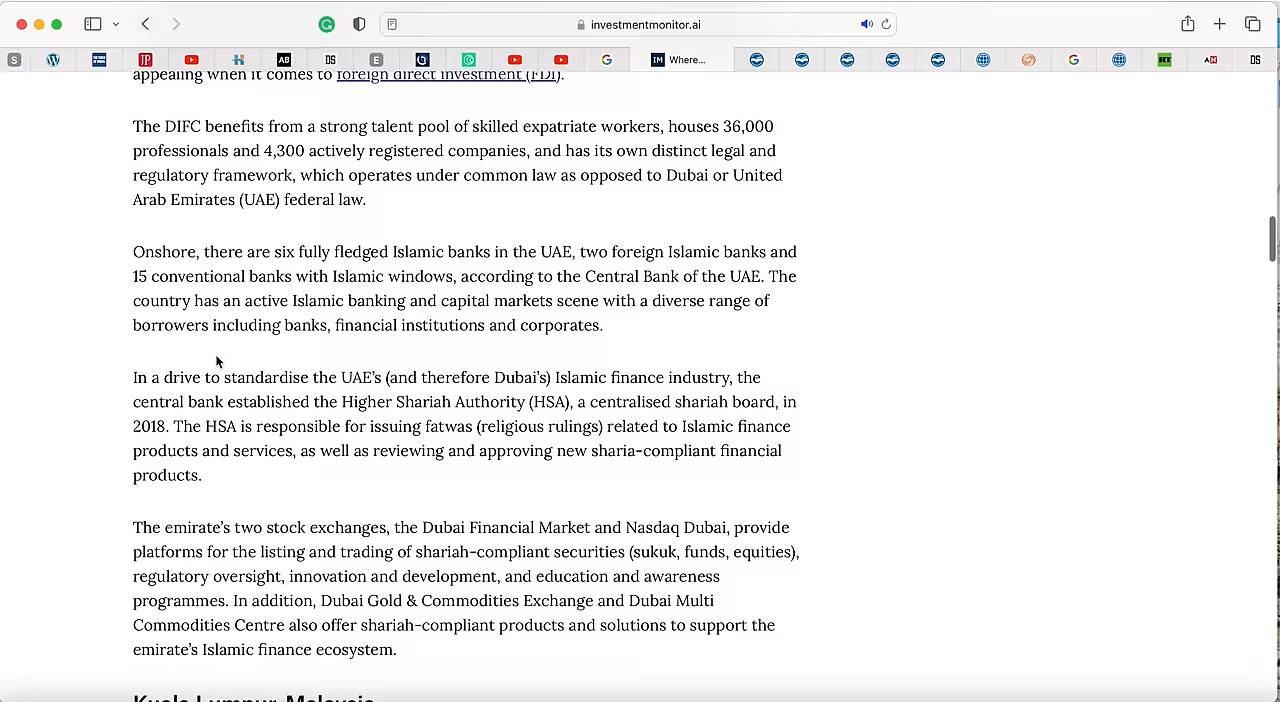 investmentmonitor.ai
S
JP
H
AB
DS
E
G
IM Where...
G
RT
AN
DS
appealing when it comes to foreign direct investment (FDI).
The DIFC benefits from a strong talent pool of skilled expatriate workers, houses 36,000
professionals and 4,300 actively registered companies, and has its own distinct legal and
regulatory framework, which operates under common law as opposed to Dubai or United
Arab Emirates (UAE) federal law.
Onshore, there are six fully fledged Islamic banks in the UAE, two foreign Islamic banks and
15 conventional banks with Islamic windows, according to the Central Bank of the UAE. The
country has an active Islamic banking and capital markets scene with a diverse range of
borrowers including banks, financial institutions and corporates.
In a drive to standardise the UAE's (and therefore Dubai's) Islamic finance industry, the
central bank established the Higher Shariah Authority (HSA), a centralised shariah board, in
2018. The HSA is responsible for issuing fatwas (religious rulings) related to Islamic finance
products and services, as well as reviewing and approving new sharia-compliant financial
products.
The emirate's two stock exchanges, the Dubai Financial Market and Nasdaq Dubai, provide
platforms for the listing and trading of shariah-compliant securities (sukuk, funds, equities),
regulatory oversight, innovation and development, and education and awareness
programmes. In addition, Dubai Gold & Commodities Exchange and Dubai Multi
Commodities Centre also offer shariah-compliant products and solutions to support the
emirate's Islamic finance ecosystem.
Kuala Lumpur, Malaysia